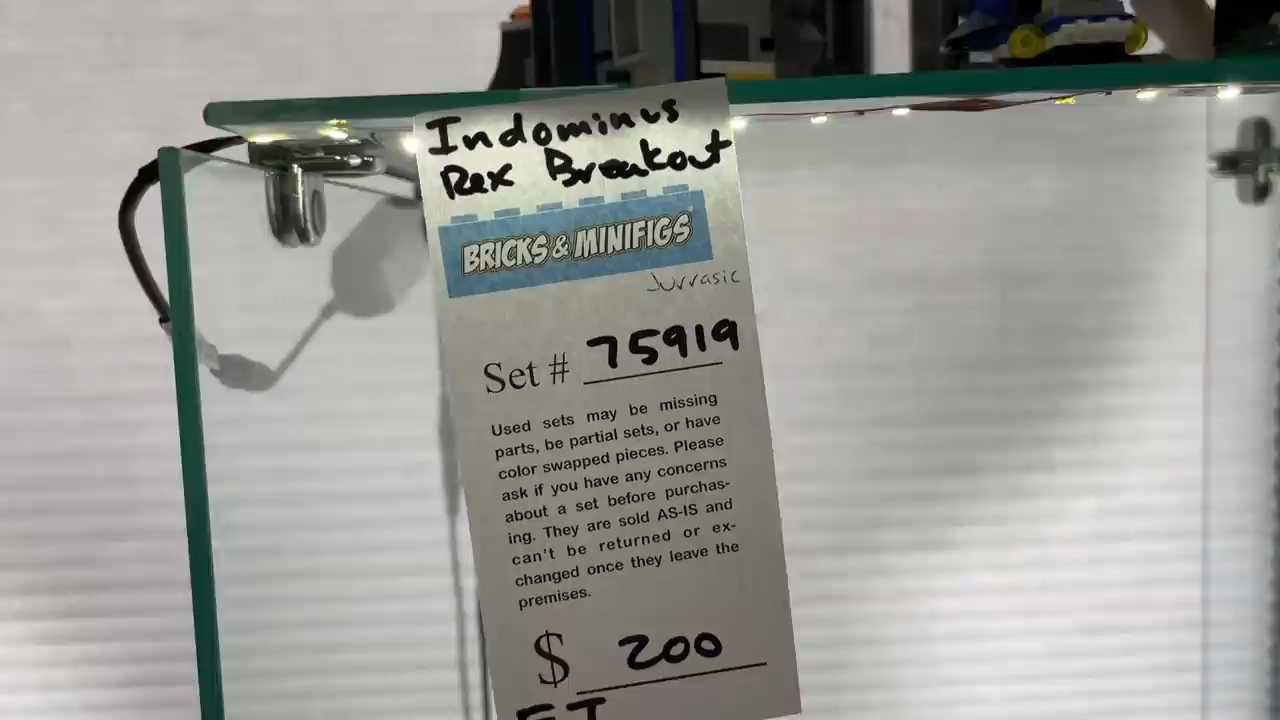 Indominus
Rex Breakout
BRICKS & MINIFIGS
Jurrasic
Set # 75919
Used sets may be missing
parts, be partial sets, or have
color swapped pieces. Please
ask if you have any concerns
about a set before purchas-
ing. They are sold AS-IS and
can't be returned or ex-
changed once they leave the
premises.
$ 200